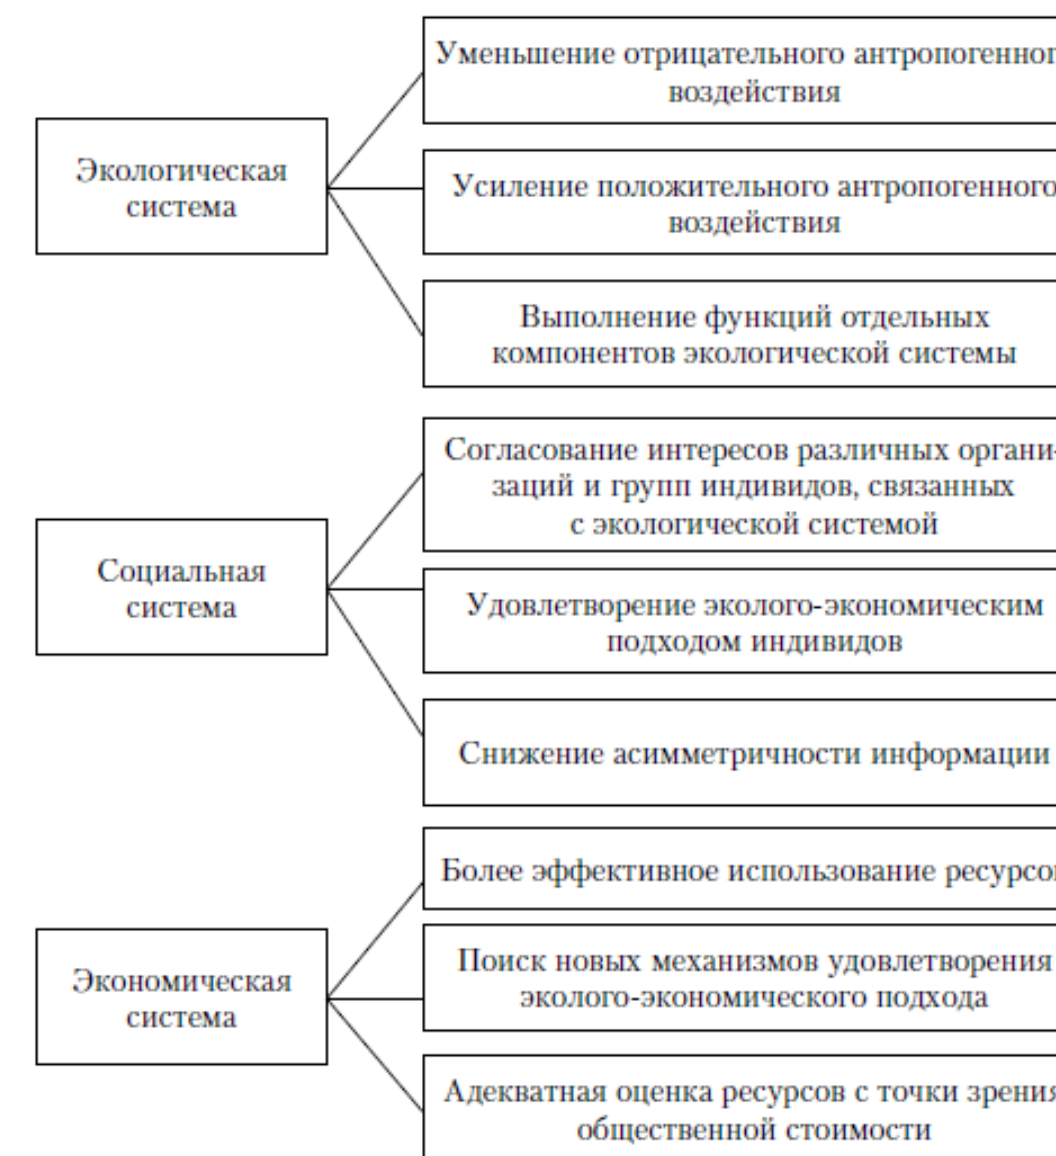 Экологическая
система
Уменьшение отрицательного антропогенног
воздействия
Усиление положительного антропогенного
воздействия
Выполнение функций отдельных
компонентов экологической системы
Социальная
система
Согласование интересов различных органи-
заций и групп индивидов, связанных
с экологической системой
Удовлетворение эколого-экономическим
подходом индивидов
Снижение асимметричности информации
Экономическая
система
Более эффективное использование ресурсов
Поиск новых механизмов удовлетворения
эколого-экономического подхода
Адекватная оценка ресурсов с точки зрения
общественной стоимости